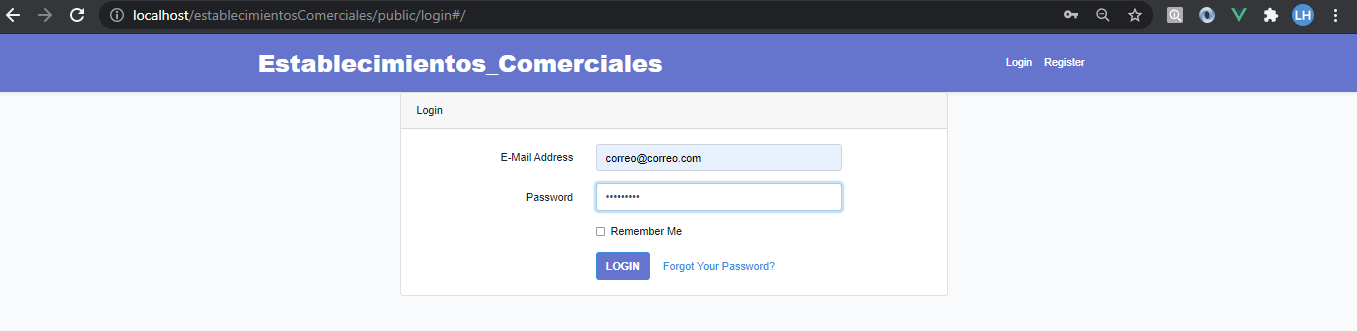 localhost/establecimientosComerciales/public/login#/
LH
Establecimientos_Comerciales
Login Register
Login
E-Mail Address correo@correo.com
Password •••••••••
Remember Me
LOGIN Forgot Your Password?